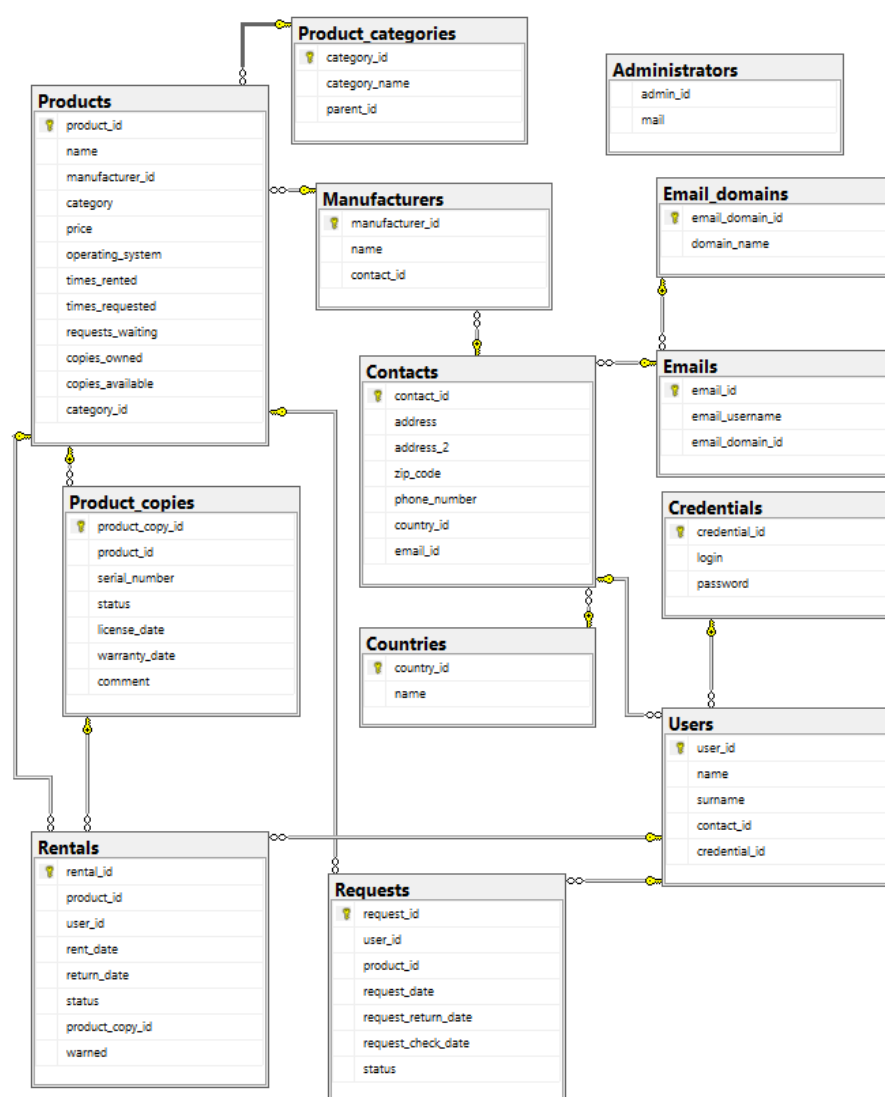 Product_categories
category_id
category_name
parent_id
Administrators
admin_id
mail
Products
product_id
name
manufacturer_id
category
price
operating_system
times_rented
times_requested
requests_waiting
copies_owned
copies_available
category_id
Manufacturers
manufacturer_id
name
contact_id
Email_domains
email_domain_id
domain_name
Contacts
contact_id
address
address_2
zip_code
phone_number
country_id
email_id
Emails
email_id
email_username
email_domain_id
Product_copies
product_copy_id
product_id
serial_number
status
license_date
warranty_date
comment
Credentials
credential_id
login
password
Countries
country_id
name
Users
user_id
name
surname
contact_id
credential_id
Rentals
rental_id
product_id
user_id
rent_date
return_date
status
product_copy_id
warned
Requests
request_id
user_id
product_id
request_date
request_return_date
request_check_date
status